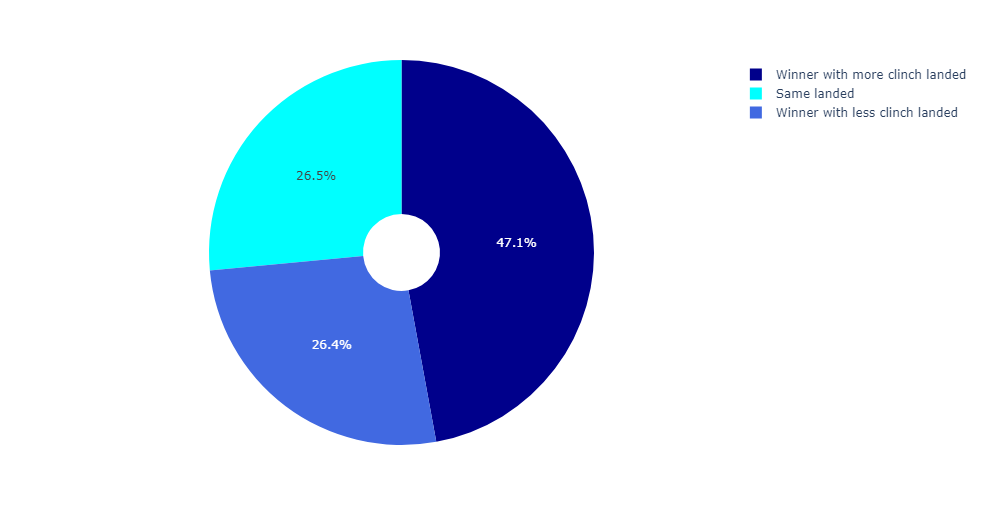 Winner with more clinch landed
Same landed
Winner with less clinch landed
26.5%
47.1%
26.4%